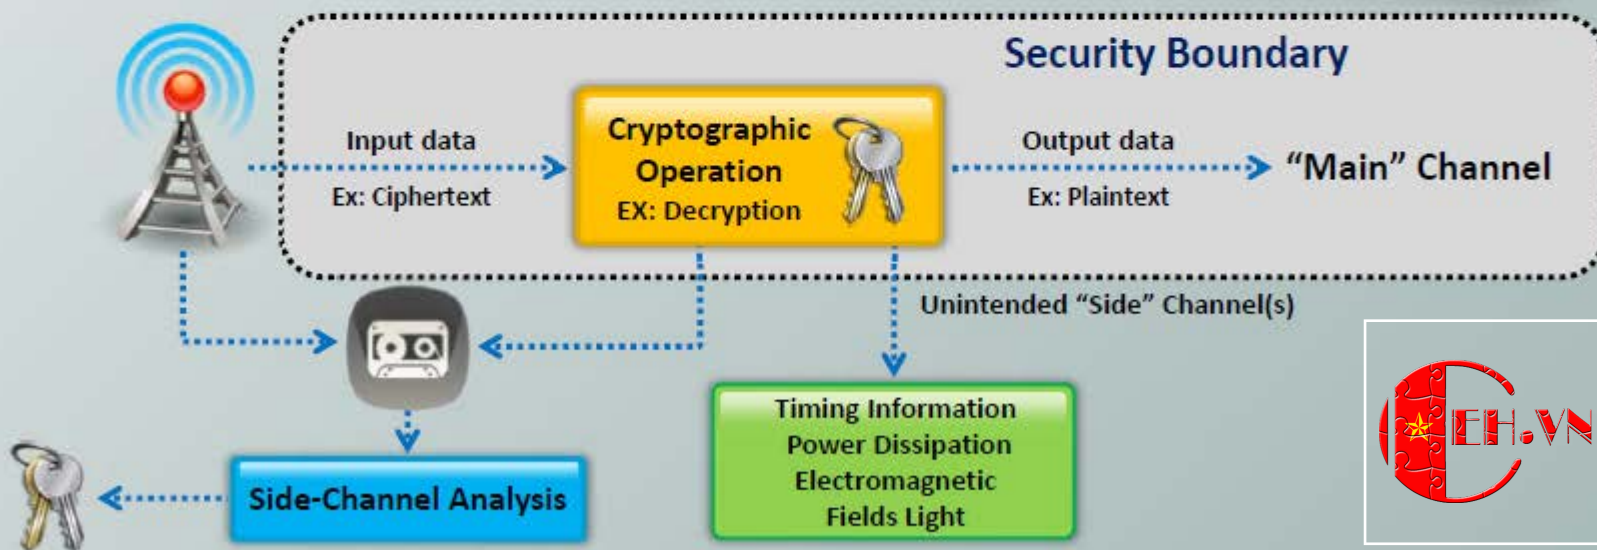 Security Boundary
Input data
Ex: Ciphertext
Cryptographic
Operation
EX: Decryption
Output data
Ex: Plaintext
“Main” Channel
Unintended “Side” Channel(s)
Timing Information
Power Dissipation
Electromagnetic
Fields Light
Side-Channel Analysis
CEH.VN